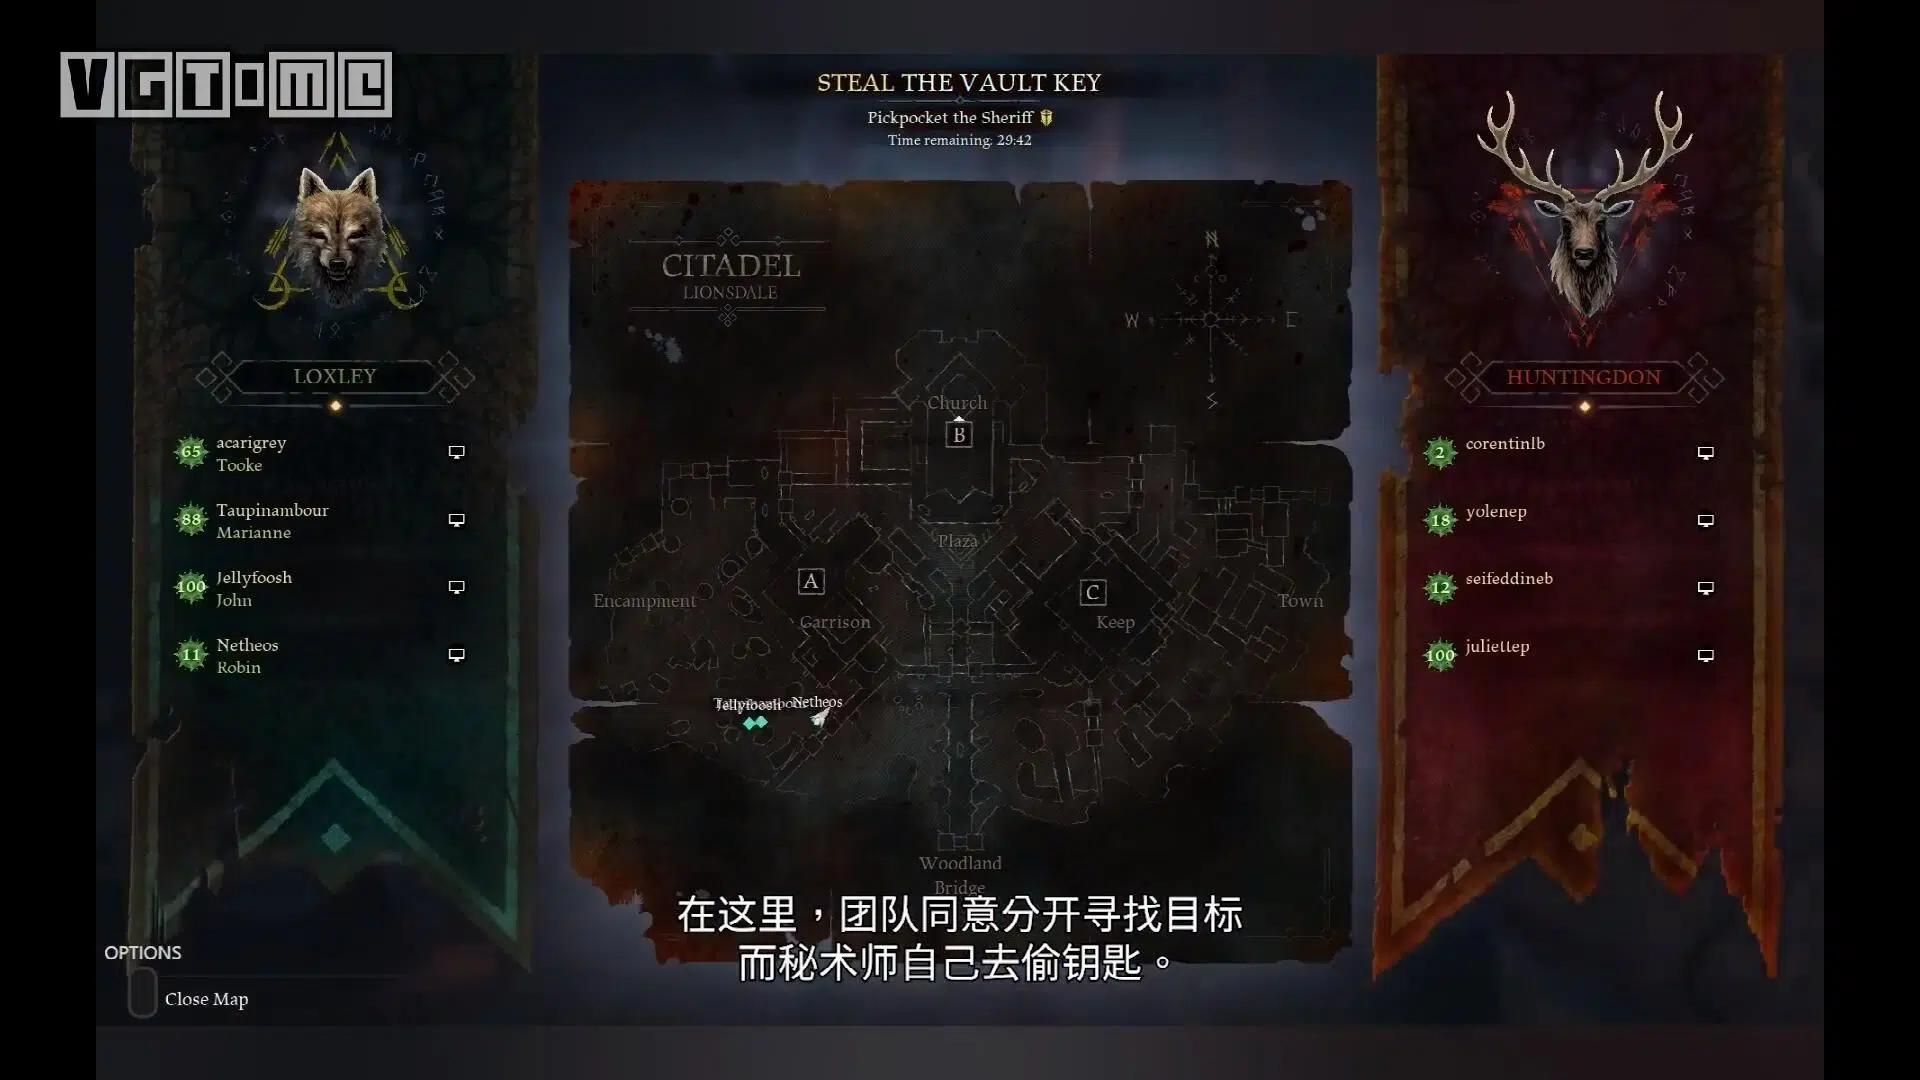 VGTIME
STEAL THE VAULT KEY
Pickpocket the Sheriff
Time remaining: 29:42
LOXLEY
65 acarigrey
Tooke
88 Taupinambour
Marianne
100 Jellyfoosh
John
11 Netheos
Robin
CITADEL
LIONSDALE
N
W
E
S
Church
B
Plaza
A
Encampment
Garrison
C
Keep
Town
Jellyfoosh
Netheos
Woodland
Bridge
HUNTINGDON
2 corentinlb
18 yolenep
12 seifeddineb
100 juliettep
在这里，团队同意分开寻找目标
而秘术师自己去偷钥匙。
OPTIONS
Close Map